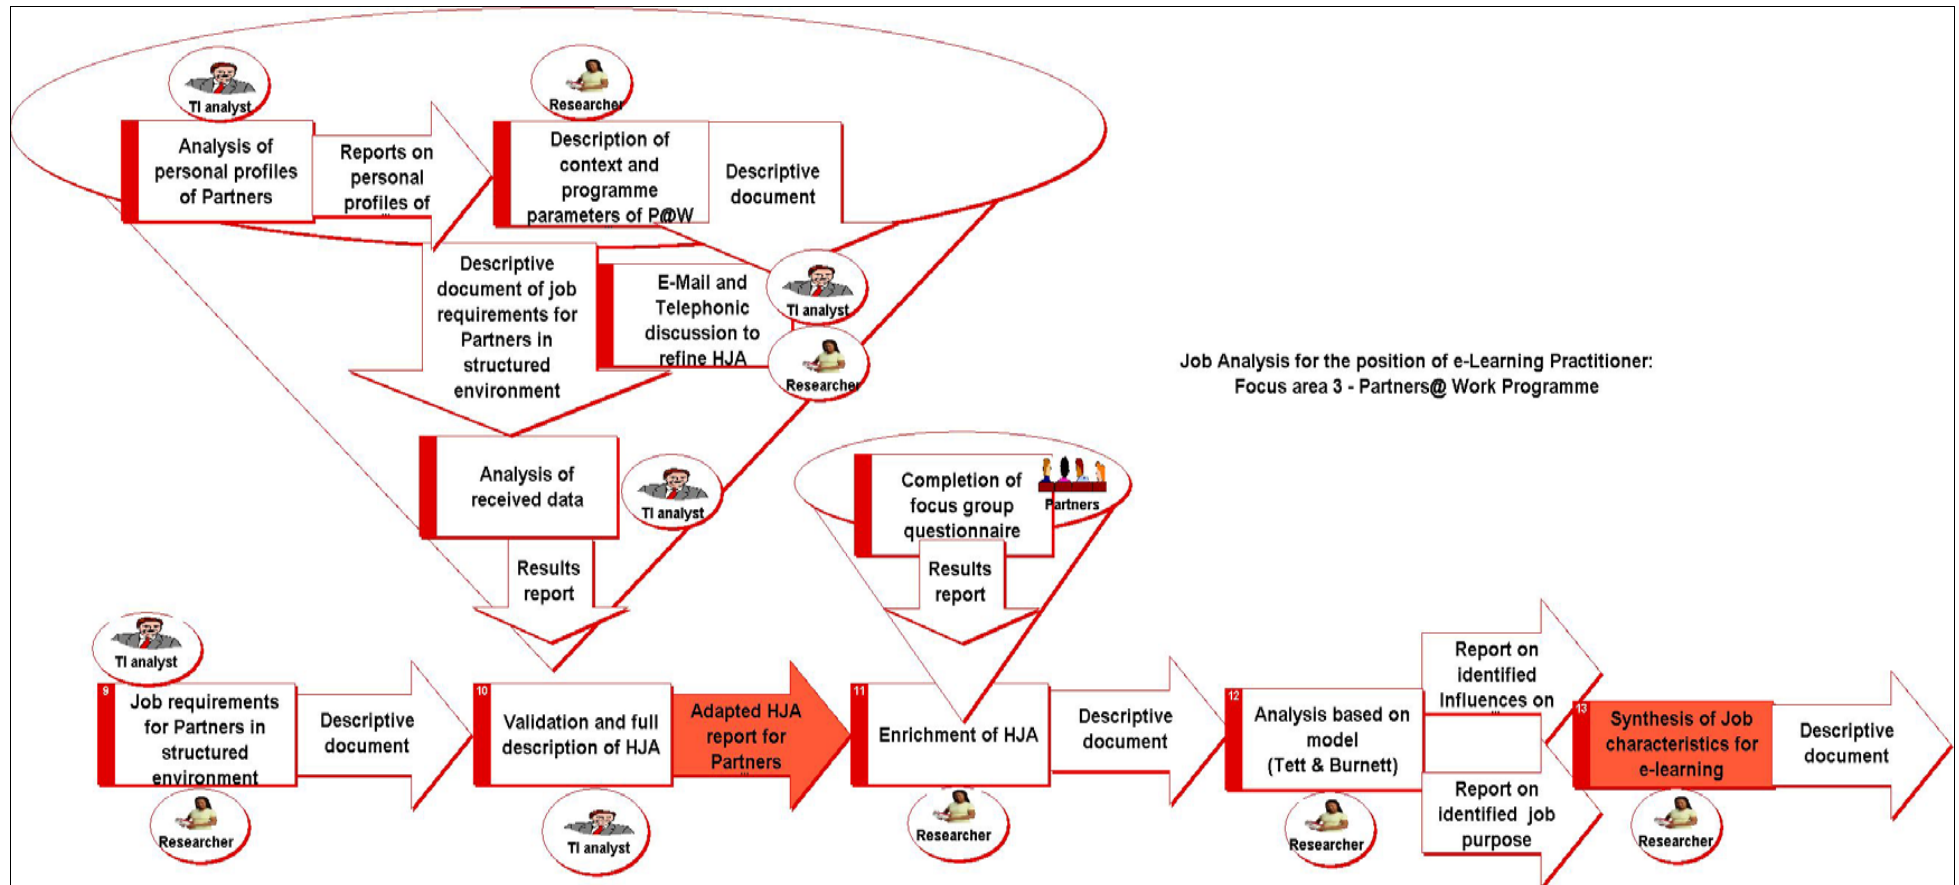 TI analyst
Researcher
Analysis of
personal profiles
of Partners
Reports on
personal
profiles of
...
Description of
context and
programme
parameters of P@W
...
Descriptive
document
Descriptive
document of job
requirements for
Partners in
structured
environment
E-Mail and
Telephonic
discussion to
refine HJA
TI analyst
Researcher
Job Analysis for the position of e-Learning Practitioner:
Focus area 3 - Partners@ Work Programme
Analysis of
received data
TI analyst
Results
report
Completion of
focus group
questionnaire
Partners
Results
report
TI analyst
9
Job requirements
for Partners in
structured
environment
Researcher
Descriptive
document
10
Validation and full
description of HJA
TI analyst
Adapted HJA
report for
Partners
...
11
Enrichment of HJA
Researcher
Descriptive
document
12
Analysis based on
model
(Tett & Burnett)
Researcher
Report on
identified
Influences on
...
Report on
identified job
purpose
13
Synthesis of Job
characteristics for
e-learning
Researcher
Descriptive
document